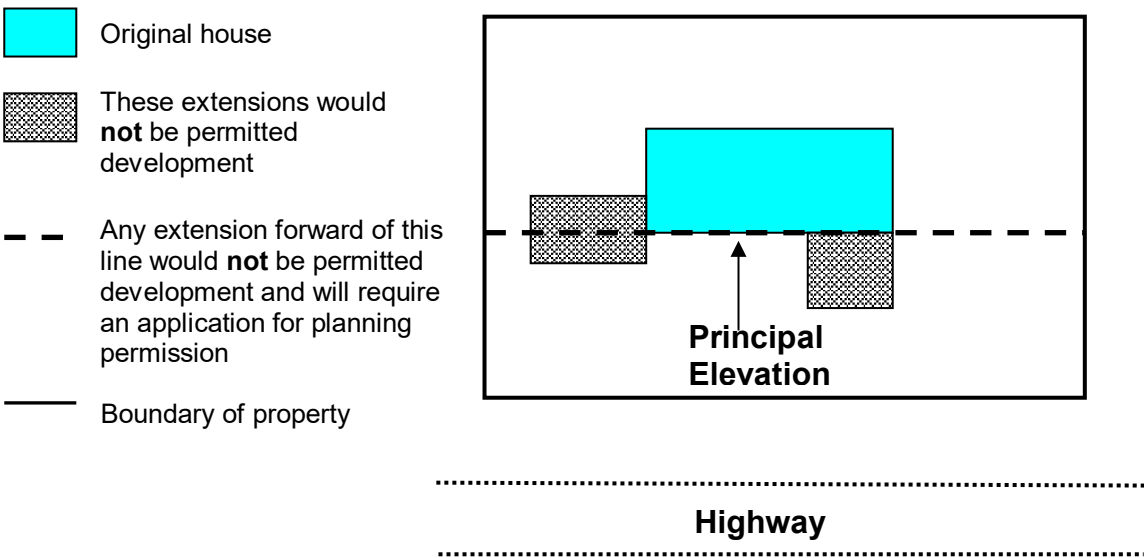 Original house
These extensions would
not be permitted
development
Any extension forward of this
line would not be permitted
development and will require
an application for planning
permission
Boundary of property
Principal
Elevation
Highway